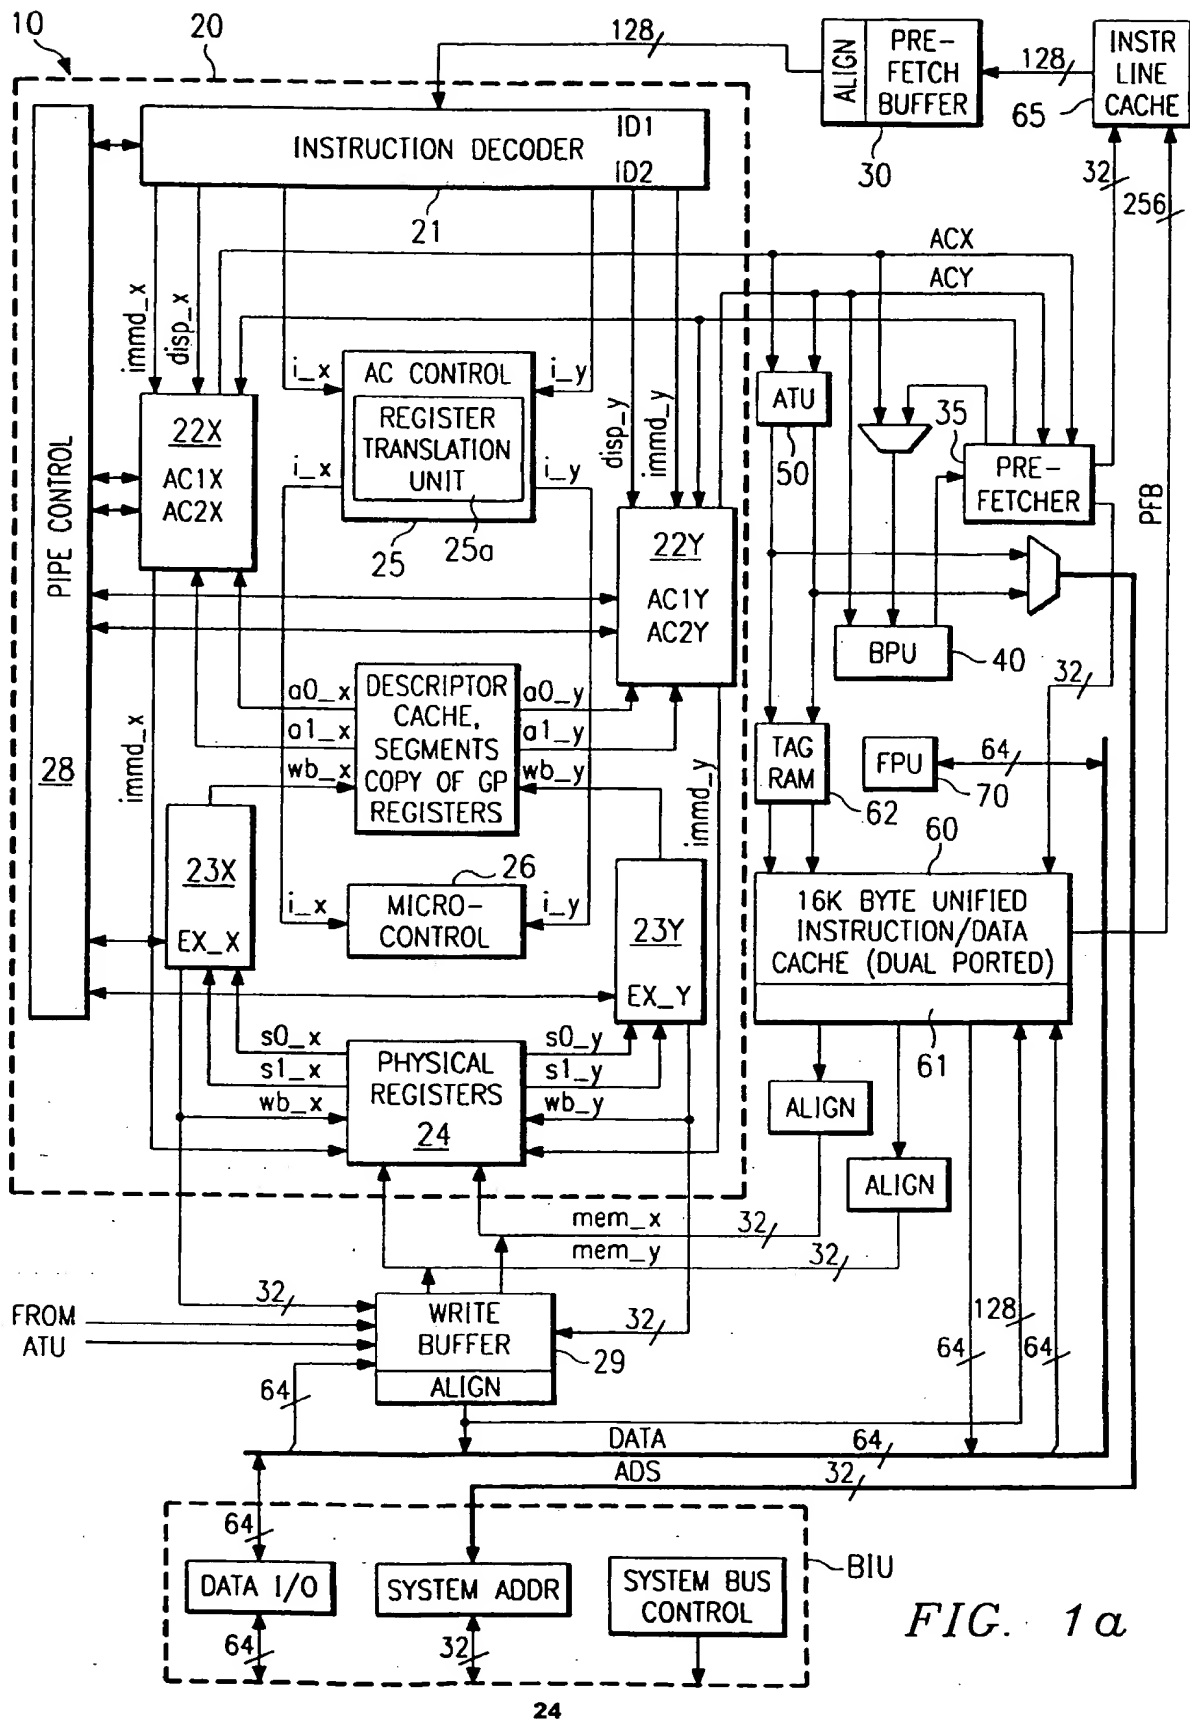 10
20
128
ALIGN
PRE-
FETCH
BUFFER
30
128
INSTR
LINE
CACHE
65
INSTRUCTION DECODER
ID1
ID2
21
32
256
ACX
ACY
immd_x
disp_x
i_x
AC CONTROL
i_y
REGISTER
TRANSLATION
UNIT
i_x
i_y
25
25a
disp_y
immd_y
ATU
50
35
PRE-
FETCHER
PFB
PIPE CONTROL
28
22X
AC1X
AC2X
22Y
AC1Y
AC2Y
BPU
40
32
immd_x
a0_x
a1_x
wb_x
DESCRIPTOR
CACHE,
SEGMENTS
COPY OF GP
REGISTERS
a0_y
a1_y
wb_y
immd_y
TAG
RAM
62
FPU
70
64
60
23X
EX_X
26
i_x
MICRO-
CONTROL
i_y
23Y
EX_Y
16K BYTE UNIFIED
INSTRUCTION/DATA
CACHE (DUAL PORTED)
61
s0_x
s1_x
wb_x
PHYSICAL
REGISTERS
24
s0_y
s1_y
wb_y
ALIGN
ALIGN
mem_x
32
mem_y
32
FROM
ATU
32
WRITE
BUFFER
ALIGN
32
29
64
128
64
64
DATA
64
ADS
32
64
DATA I/O
64
SYSTEM ADDR
32
SYSTEM BUS
CONTROL
BIU
FIG. 1a
24